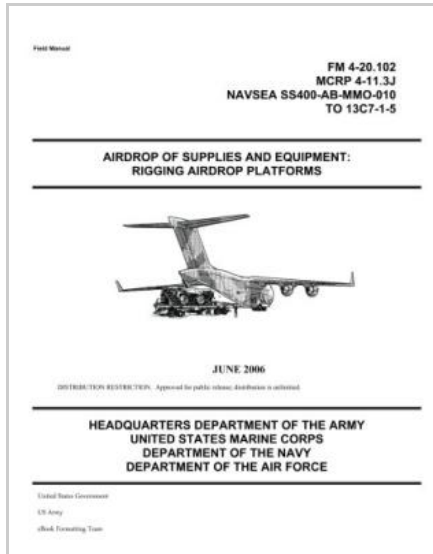 Field Manual
FM 4-20.102
MCRP 4-11.3J
NAVSEA SS400-AB-MMO-010
TO 13C7-1-5
AIRDROP OF SUPPLIES AND EQUIPMENT:
RIGGING AIRDROP PLATFORMS
JUNE 2006
DISTRIBUTION RESTRICTION. Approved for public release; distribution is unlimited.
HEADQUARTERS DEPARTMENT OF THE ARMY
UNITED STATES MARINE CORPS
DEPARTMENT OF THE NAVY
DEPARTMENT OF THE AIR FORCE
United States Government
US Army
eBook Formatting Team